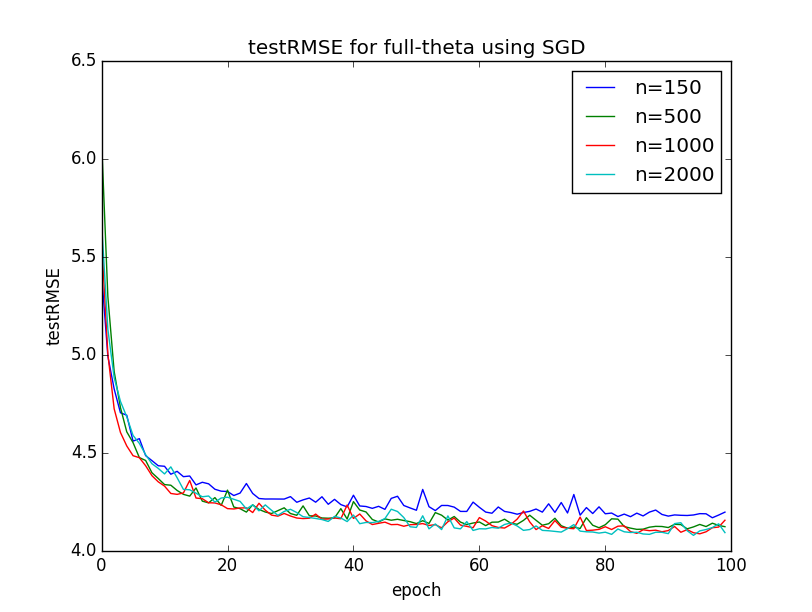 testRMSE for full-theta using SGD
6.5
6.0
5.5
5.0
4.5
4.0
testRMSE
n=150
n=500
n=1000
n=2000
0 20 40 60 80 100
epoch